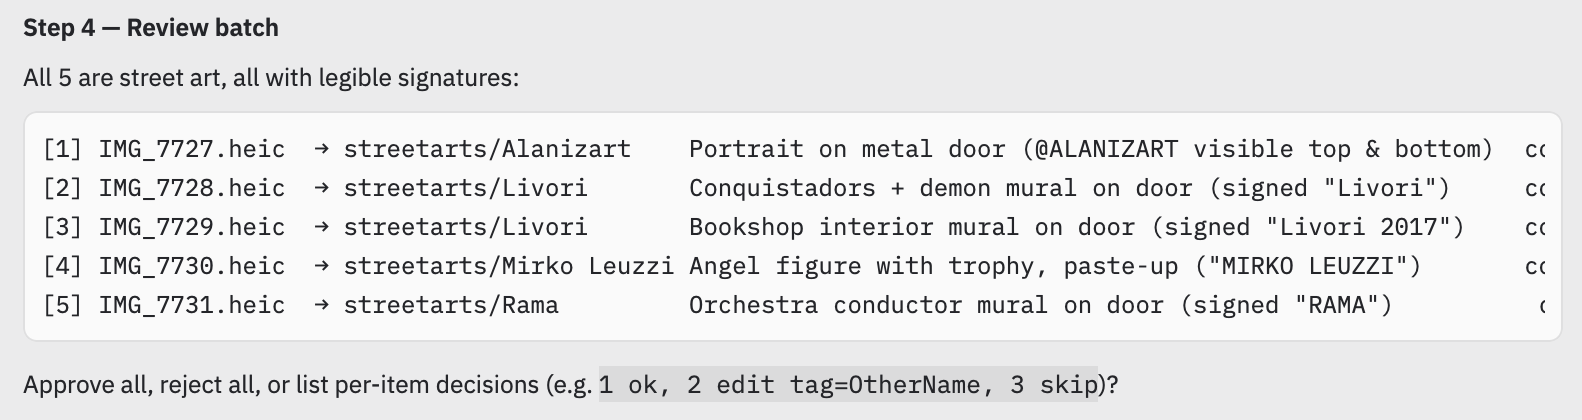 Step 4 — Review batch
All 5 are street art, all with legible signatures:
[1] IMG_7727.heic → streetarts/Alanizart Portrait on metal door (@ALANIZART visible top & bottom)
[2] IMG_7728.heic → streetarts/Livori Conquistadors + demon mural on door (signed "Livori")
[3] IMG_7729.heic → streetarts/Livori Bookshop interior mural on door (signed "Livori 2017")
[4] IMG_7730.heic → streetarts/Mirko Leuzzi Angel figure with trophy, paste-up ("MIRKO LEUZZI")
[5] IMG_7731.heic → streetarts/Rama Orchestra conductor mural on door (signed "RAMA")
Approve all, reject all, or list per-item decisions (e.g. 1 ok, 2 edit tag=OtherName, 3 skip)?